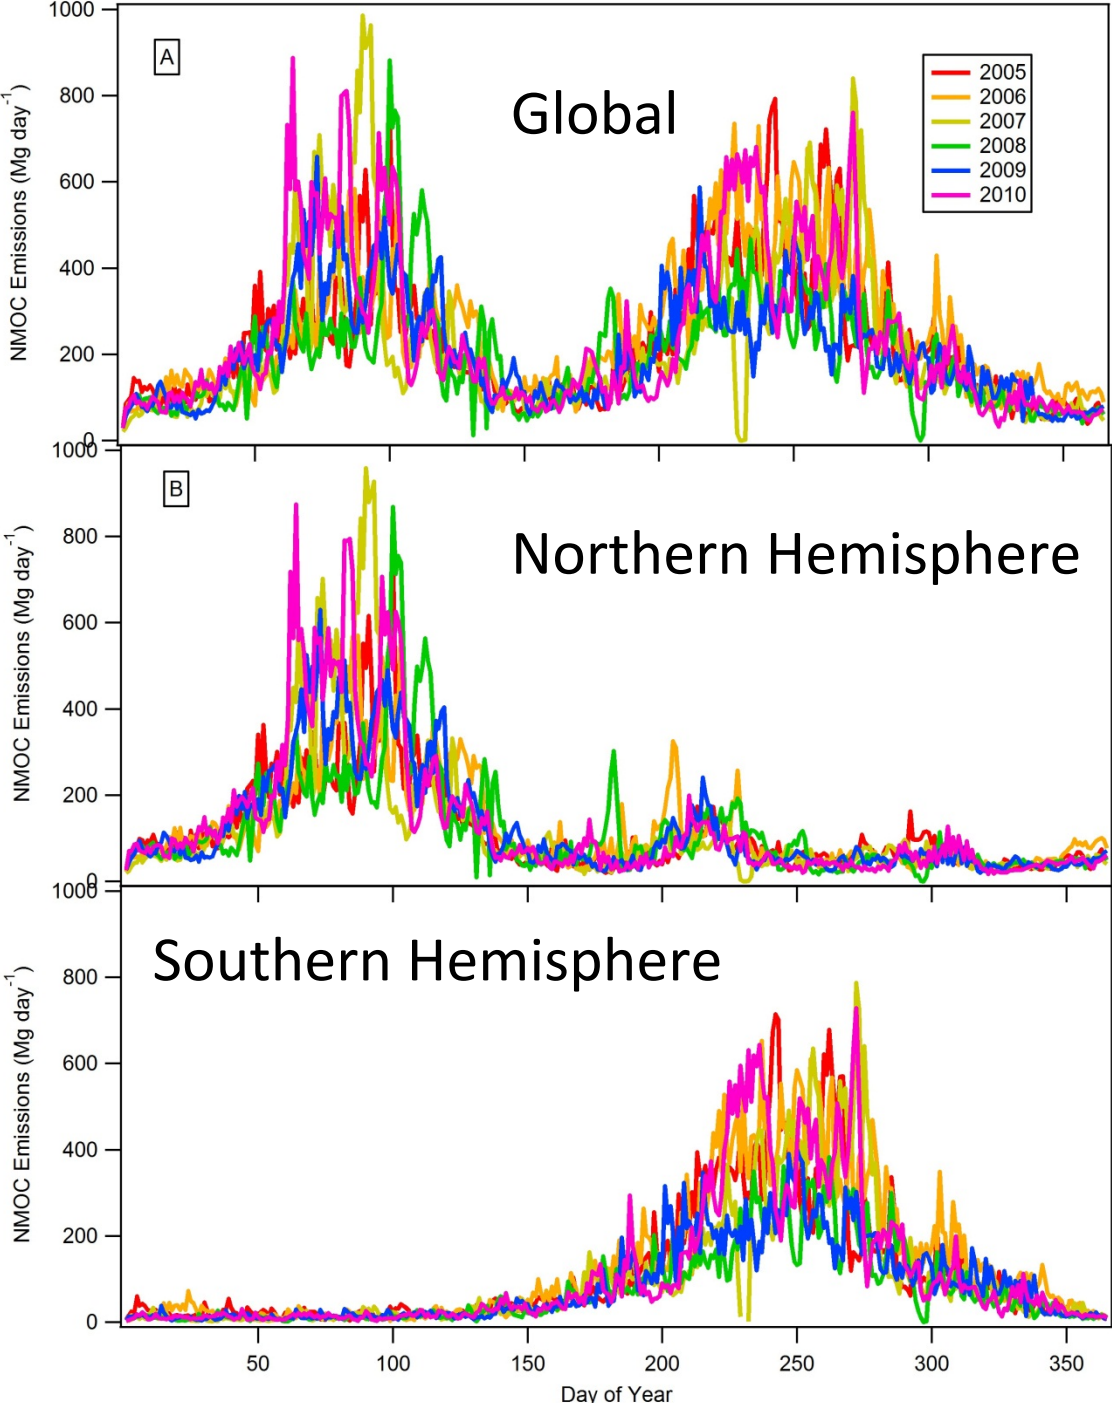 1000
A
800
600
400
200
0
NMOC Emissions (Mg day⁻¹)
Global
2005
2006
2007
2008
2009
2010
1000
B
800
600
400
200
0
NMOC Emissions (Mg day⁻¹)
Northern Hemisphere
1000
800
600
400
200
0
NMOC Emissions (Mg day⁻¹)
Southern Hemisphere
50 100 150 200 250 300 350
Day of Year